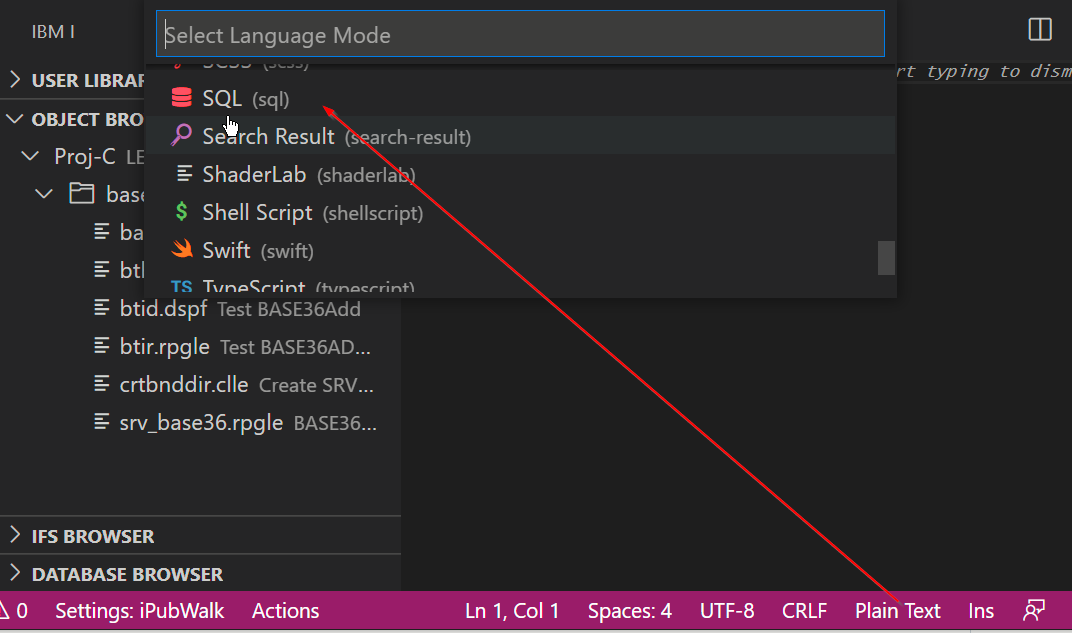 IBM I
Select Language Mode
SCSS (scss)
SQL (sql)
Search Result (search-result)
ShaderLab (shaderlab)
Shell Script (shellscript)
Swift (swift)
TS TypeScript (typescript)
rt typing to dism
USER LIBRAR
OBJECT BRO
Proj-C LE
base
ba
btl
btid.dspf Test BASE36Add
btir.rpgle Test BASE36AD...
crtbnddir.clle Create SRV...
srv_base36.rpgle BASE36...
IFS BROWSER
DATABASE BROWSER
0 Settings: iPubWalk Actions Ln 1, Col 1 Spaces: 4 UTF-8 CRLF Plain Text Ins